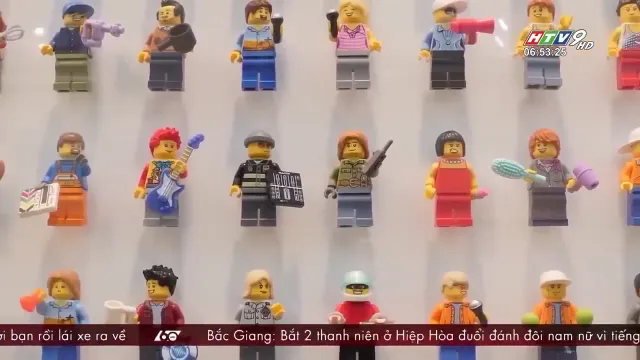 HTV9 HD
06:53:25
ơi bạn rồi lái xe ra về
60 Bắc Giang: Bắt 2 thanh niên ở Hiệp Hòa đuổi đánh đôi nam nữ vì tiếng